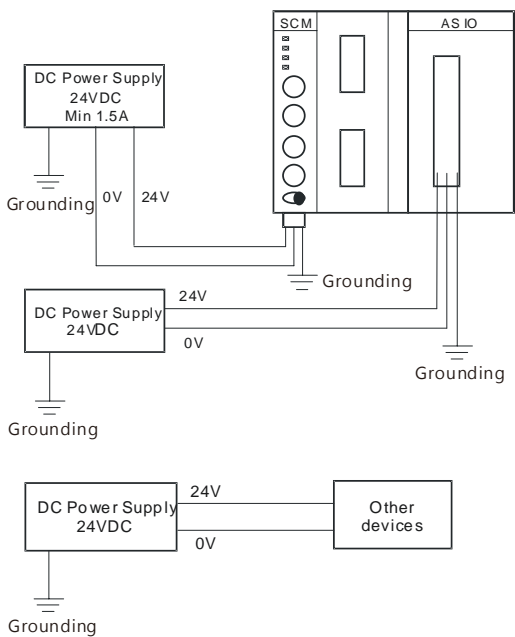 SCM
AS IO
DC Power Supply
24VDC
Min 1.5A
Grounding
0V
24V
Grounding
24V
DC Power Supply
24VDC
0V
Grounding
Grounding
24V
DC Power Supply
24VDC
Other
devices
0V
Grounding